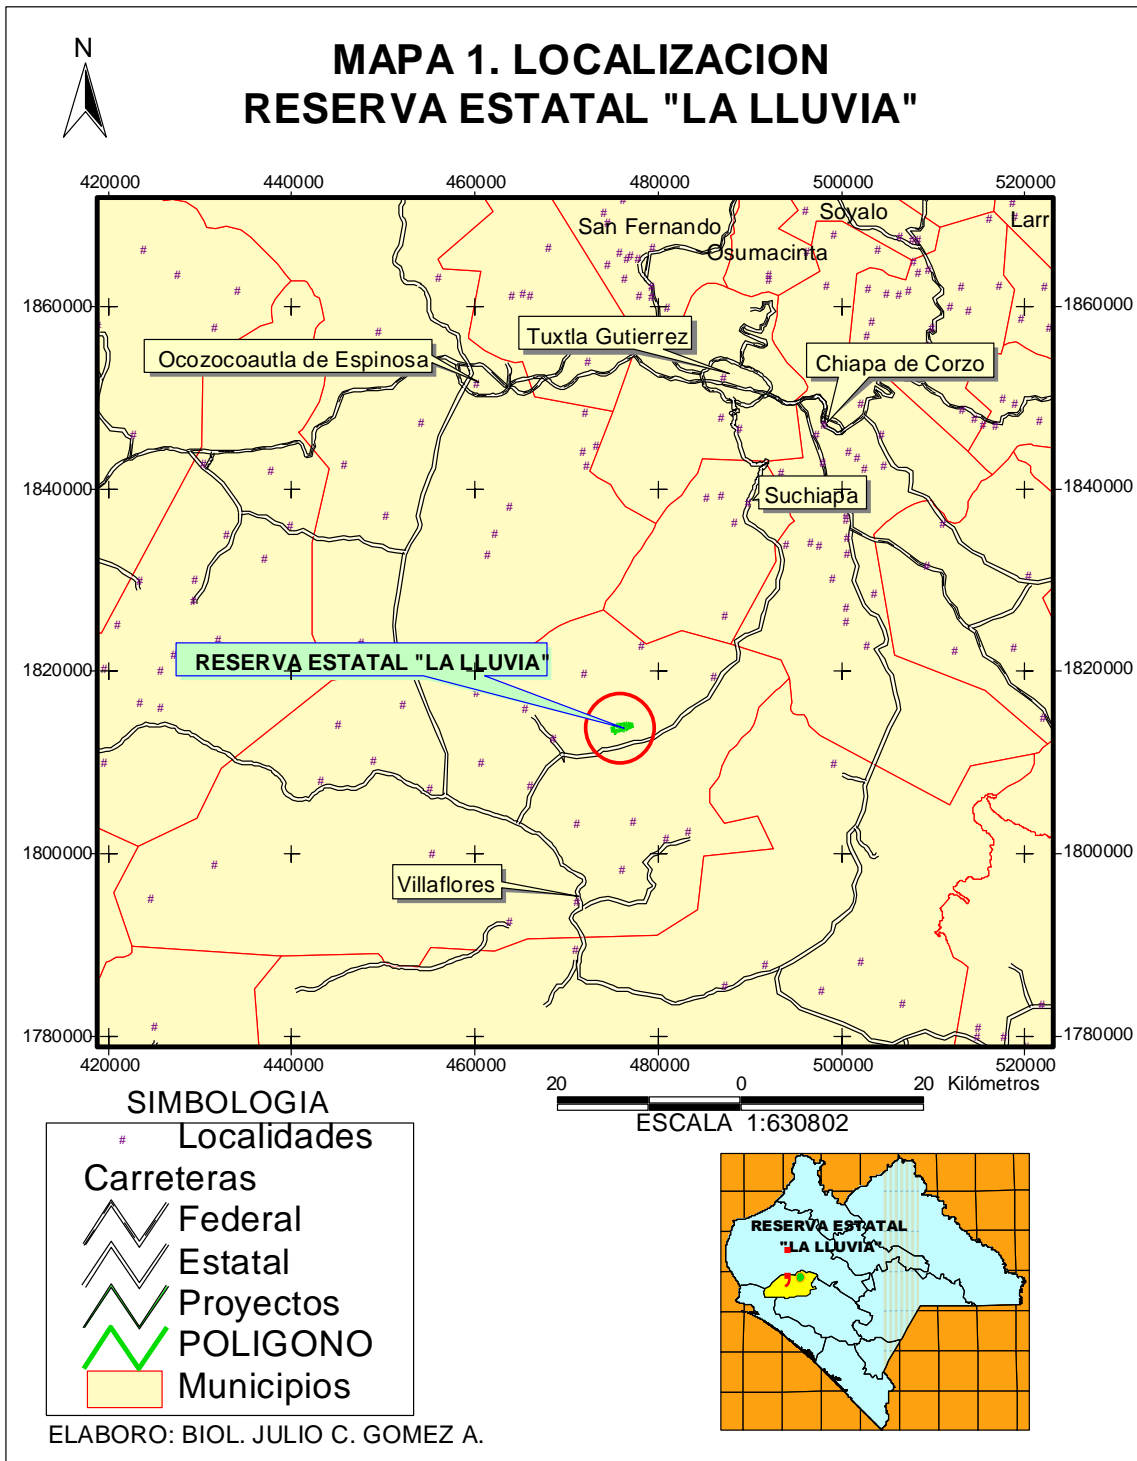 N
MAPA 1. LOCALIZACION
RESERVA ESTATAL "LA LLUVIA"
420000 440000 460000 480000 500000 520000
San Fernando
Soyalo
Larr
Osumacinta
1860000 1860000
Tuxtla Gutierrez
Ocozocoautla de Espinosa
Chiapa de Corzo
1840000 1840000
Suchiapa
1820000 1820000
RESERVA ESTATAL "LA LLUVIA"
1800000 1800000
Villaflores
1780000 1780000
420000 440000 460000 480000 500000 520000
20 0 20 Kilómetros
ESCALA 1:630802
SIMBOLOGIA
# Localidades
Carreteras
Federal
Estatal
Proyectos
POLIGONO
Municipios
RESERVA ESTATAL
"LA LLUVIA"
ELABORO: BIOL. JULIO C. GOMEZ A.